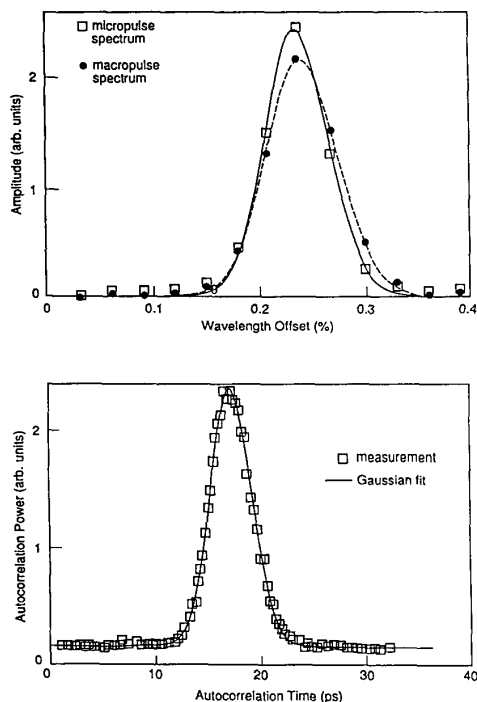 micropulse
spectrum
macropulse
spectrum
Amplitude (arb. units)
2
1
0
0
0.1
0.2
0.3
0.4
Wavelength Offset (%)
measurement
Gaussian fit
Autocorrelation Power (arb. units)
2
1
0
0
10
20
30
40
Autocorrelation Time (ps)